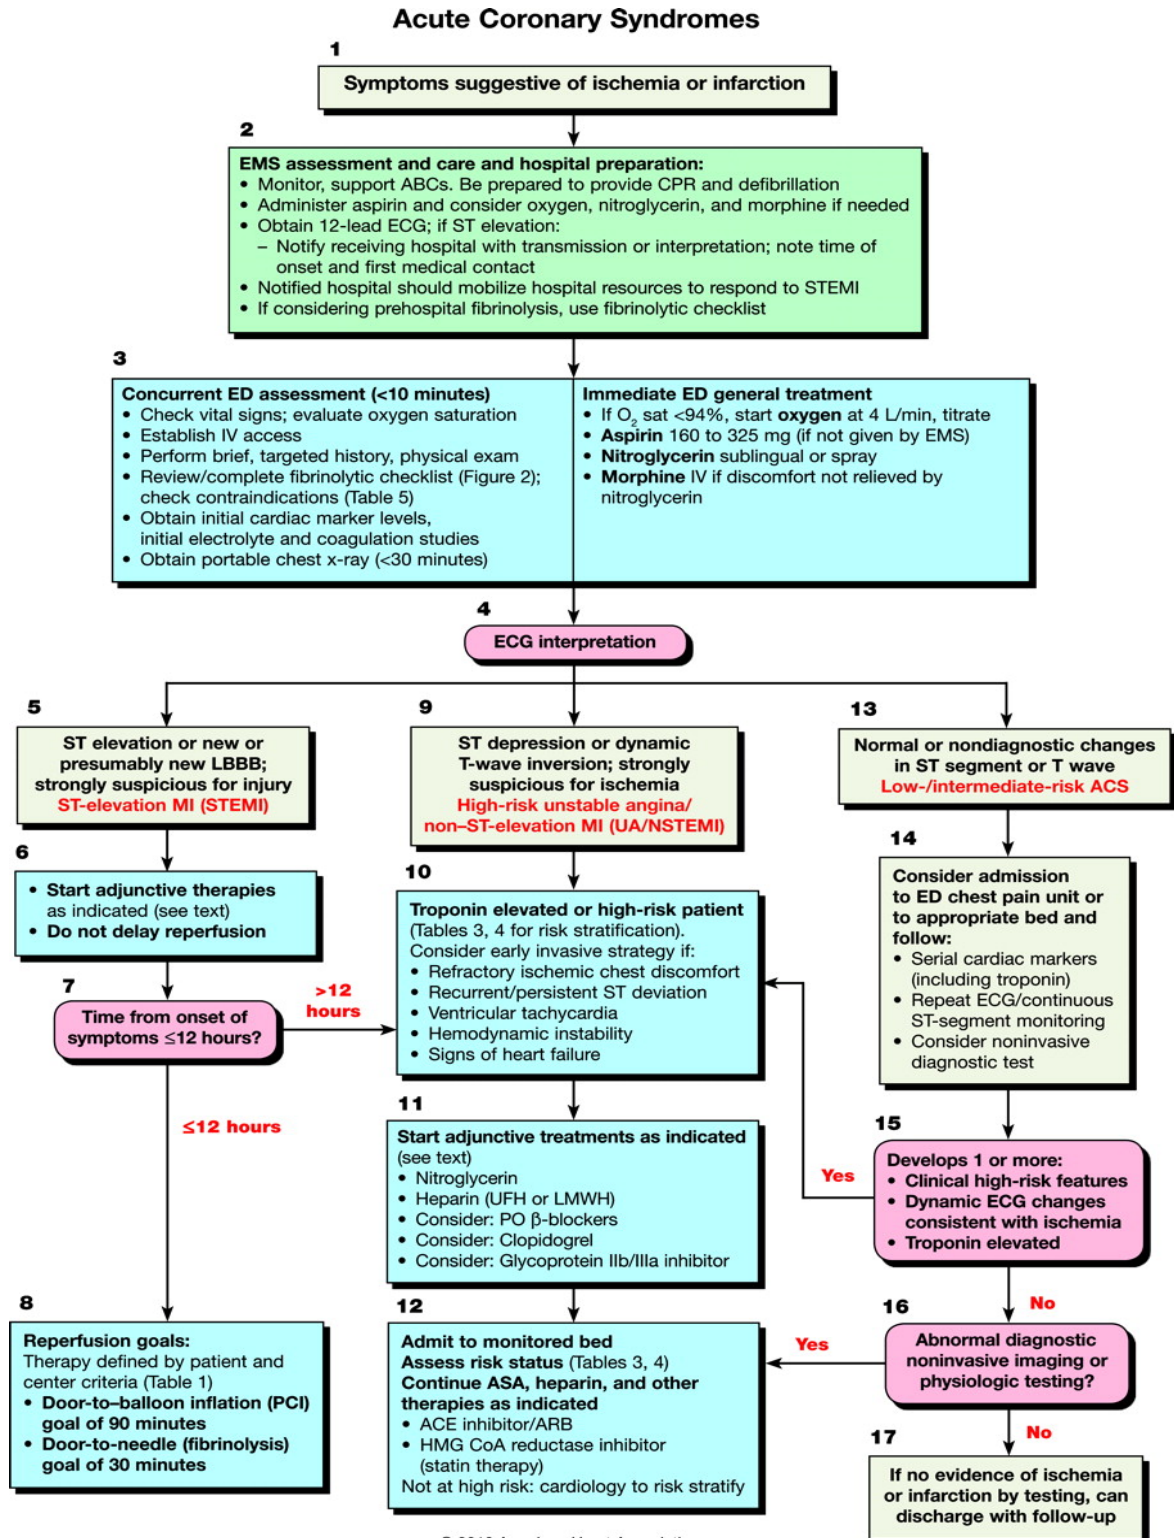 Acute Coronary Syndromes
1
Symptoms suggestive of ischemia or infarction
2
EMS assessment and care and hospital preparation:
• Monitor, support ABCs. Be prepared to provide CPR and defibrillation
• Administer aspirin and consider oxygen, nitroglycerin, and morphine if needed
• Obtain 12-lead ECG; if ST elevation:
– Notify receiving hospital with transmission or interpretation; note time of
onset and first medical contact
• Notified hospital should mobilize hospital resources to respond to STEMI
• If considering prehospital fibrinolysis, use fibrinolytic checklist
3
Concurrent ED assessment (<10 minutes)
• Check vital signs; evaluate oxygen saturation
• Establish IV access
• Perform brief, targeted history, physical exam
• Review/complete fibrinolytic checklist (Figure 2);
check contraindications (Table 5)
• Obtain initial cardiac marker levels,
initial electrolyte and coagulation studies
• Obtain portable chest x-ray (<30 minutes)
Immediate ED general treatment
• If O₂ sat <94%, start oxygen at 4 L/min, titrate
• Aspirin 160 to 325 mg (if not given by EMS)
• Nitroglycerin sublingual or spray
• Morphine IV if discomfort not relieved by
nitroglycerin
4
ECG interpretation
5
ST elevation or new or
presumably new LBBB;
strongly suspicious for injury
ST-elevation MI (STEMI)
6
• Start adjunctive therapies
as indicated (see text)
• Do not delay reperfusion
7
Time from onset of
symptoms ≤12 hours?
>12
hours
≤12 hours
8
Reperfusion goals:
Therapy defined by patient and
center criteria (Table 1)
• Door-to–balloon inflation (PCI)
goal of 90 minutes
• Door-to-needle (fibrinolysis)
goal of 30 minutes
9
ST depression or dynamic
T-wave inversion; strongly
suspicious for ischemia
High-risk unstable angina/
non–ST-elevation MI (UA/NSTEMI)
10
Troponin elevated or high-risk patient
(Tables 3, 4 for risk stratification).
Consider early invasive strategy if:
• Refractory ischemic chest discomfort
• Recurrent/persistent ST deviation
• Ventricular tachycardia
• Hemodynamic instability
• Signs of heart failure
11
Start adjunctive treatments as indicated
(see text)
• Nitroglycerin
• Heparin (UFH or LMWH)
• Consider: PO β-blockers
• Consider: Clopidogrel
• Consider: Glycoprotein IIb/IIIa inhibitor
12
Admit to monitored bed
Assess risk status (Tables 3, 4)
Continue ASA, heparin, and other
therapies as indicated
• ACE inhibitor/ARB
• HMG CoA reductase inhibitor
(statin therapy)
Not at high risk: cardiology to risk stratify
13
Normal or nondiagnostic changes
in ST segment or T wave
Low-/intermediate-risk ACS
14
Consider admission
to ED chest pain unit or
to appropriate bed and
follow:
• Serial cardiac markers
(including troponin)
• Repeat ECG/continuous
ST-segment monitoring
• Consider noninvasive
diagnostic test
15
Develops 1 or more:
• Clinical high-risk features
• Dynamic ECG changes
consistent with ischemia
• Troponin elevated
Yes
No
16
Abnormal diagnostic
noninvasive imaging or
physiologic testing?
Yes
No
17
If no evidence of ischemia
or infarction by testing, can
discharge with follow-up